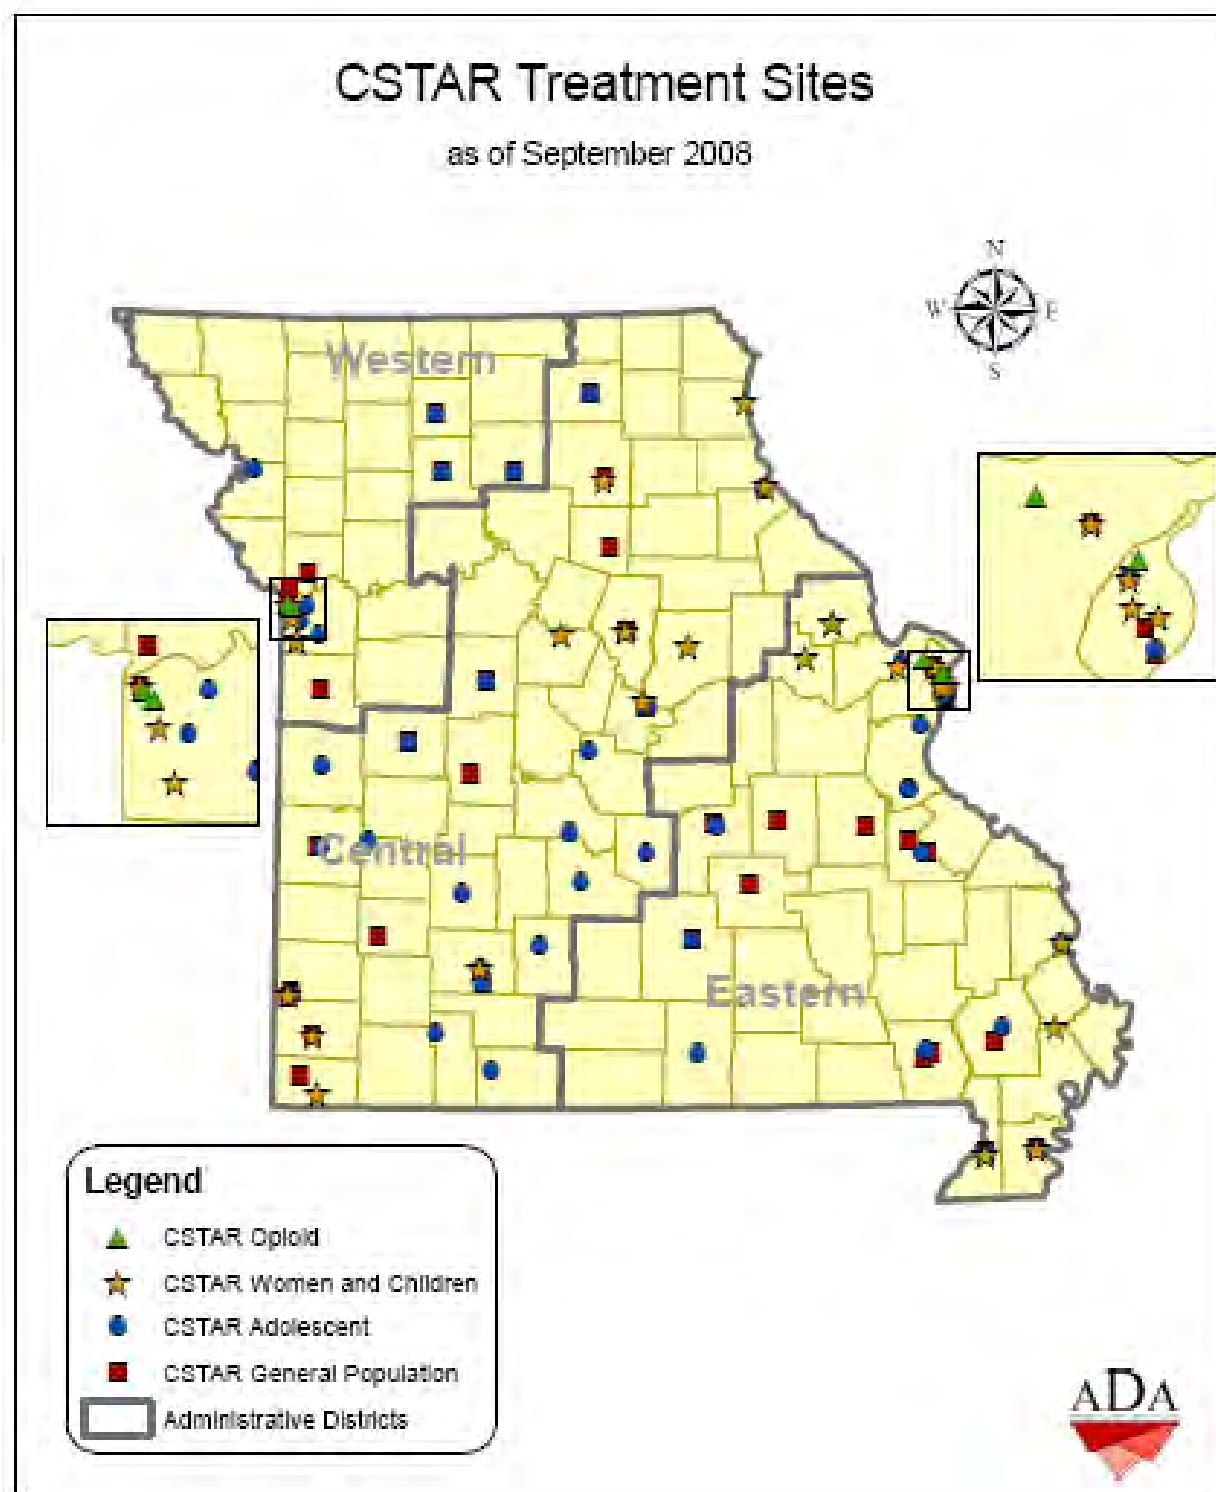 CSTAR Treatment Sites
as of September 2008
N
W E
S
Western
Central
Eastern
Legend
CSTAR Opioid
CSTAR Women and Children
CSTAR Adolescent
CSTAR General Population
Administrative Districts
ADA